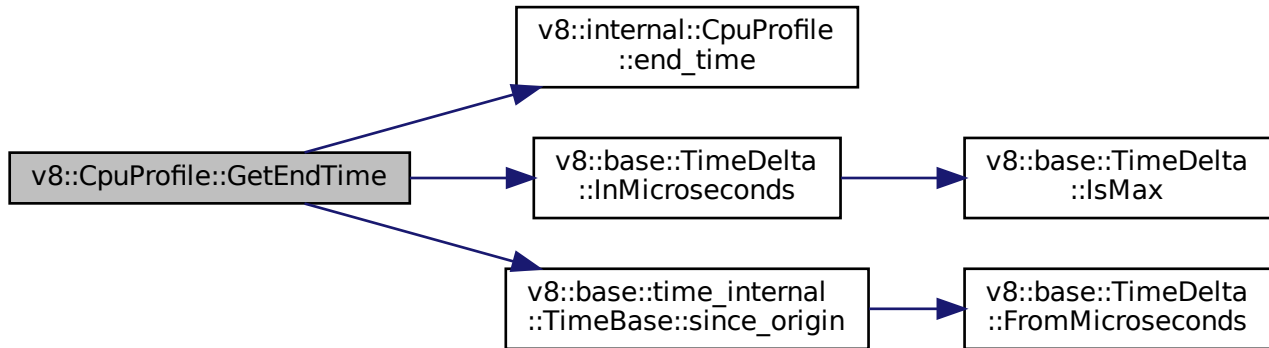 v8::internal::CpuProfile
::end_time
v8::CpuProfile::GetEndTime
v8::base::TimeDelta
::InMicroseconds
v8::base::TimeDelta
::IsMax
v8::base::time_internal
::TimeBase::since_origin
v8::base::TimeDelta
::FromMicroseconds